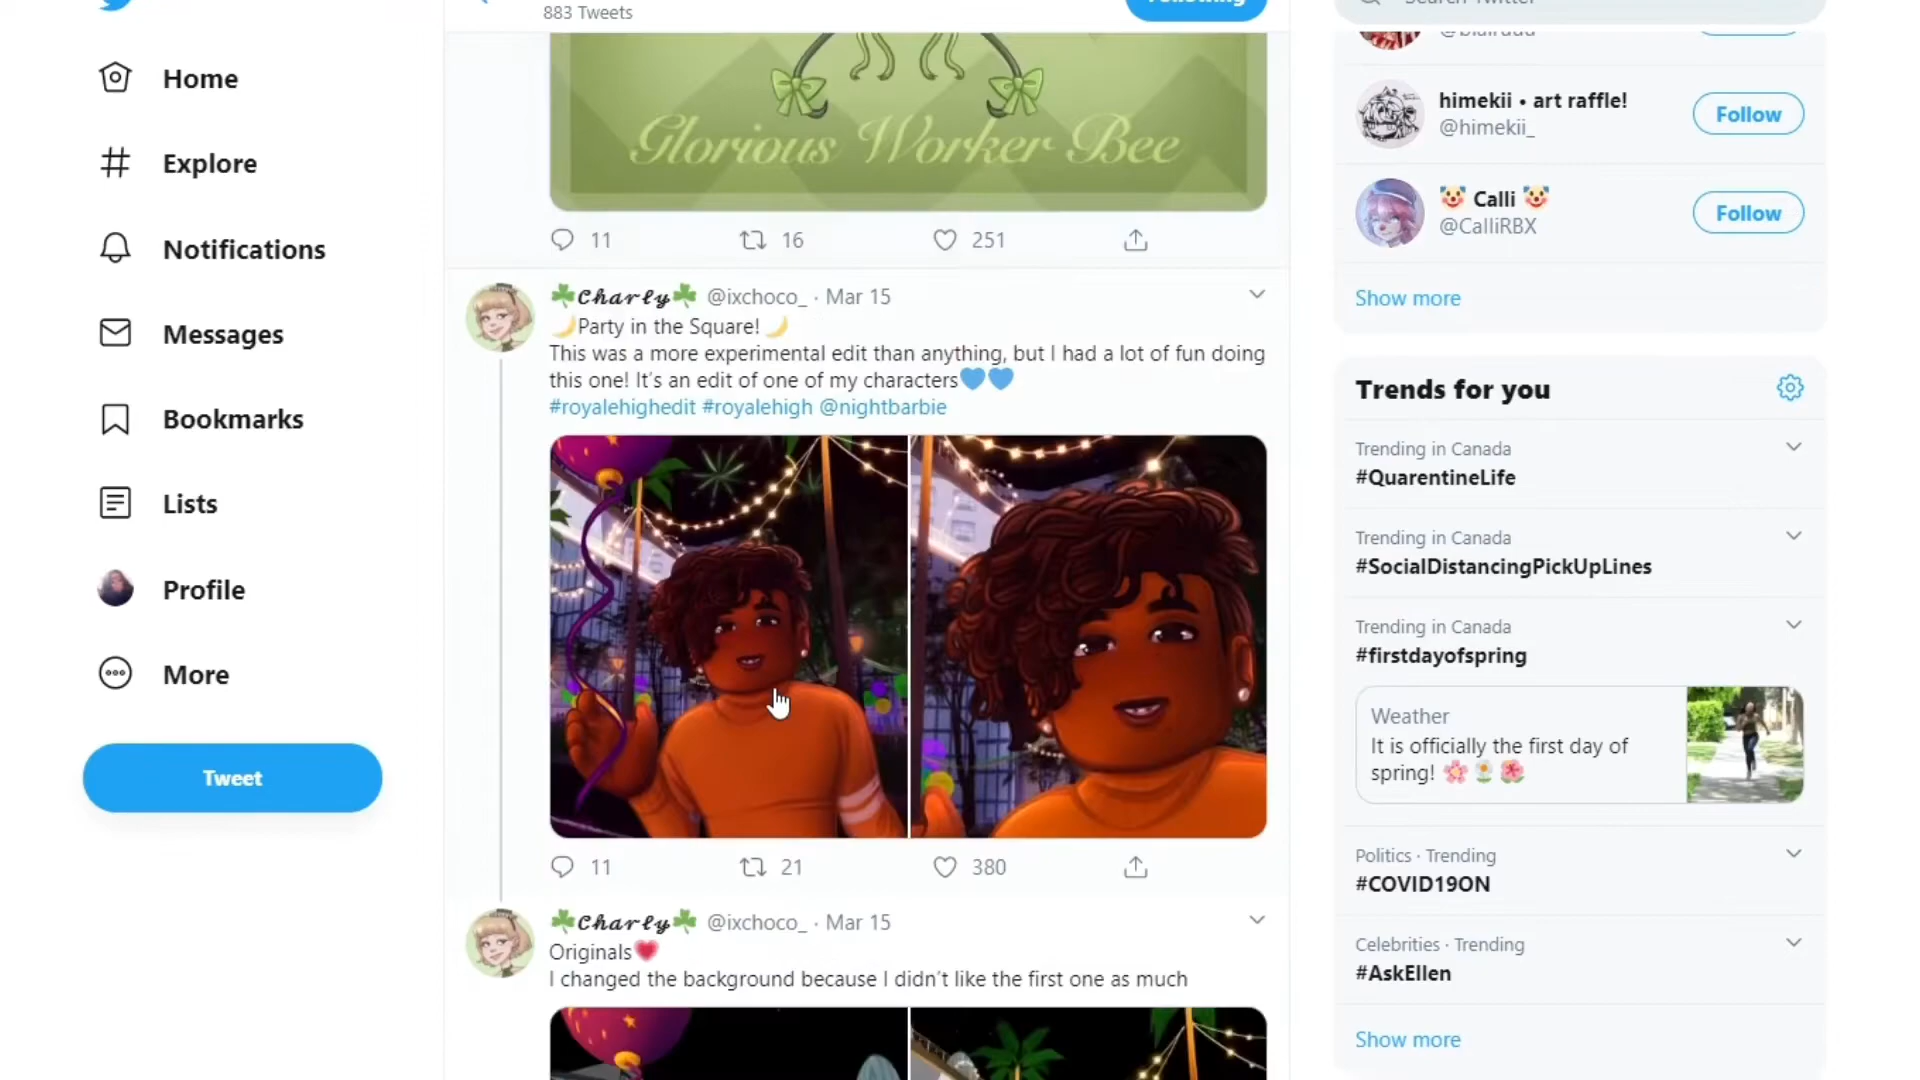 883 Tweets
Following
Search Twitter
Home
Explore
Notifications
Messages
Bookmarks
Lists
Profile
More
Tweet
Glorious Worker Bee
11 16 251
☘️Charly☘️ @ixchoco_ · Mar 15
🌙Party in the Square!🌙
This was a more experimental edit than anything, but I had a lot of fun doing
this one! It's an edit of one of my characters💙💙
#royalehighedit #royalehigh @nightbarbie
11 21 380
☘️Charly☘️ @ixchoco_ · Mar 15
Originals💗
I changed the background because I didn't like the first one as much
himekii • art raffle!
@himekii_
Follow
🤡 Calli 🤡
@CalliRBX
Follow
Show more
Trends for you
Trending in Canada
#QuarentineLife
Trending in Canada
#SocialDistancingPickUpLines
Trending in Canada
#firstdayofspring
Weather
It is officially the first day of
spring! 🌸🌼🌺
Politics · Trending
#COVID19ON
Celebrities · Trending
#AskEllen
Show more